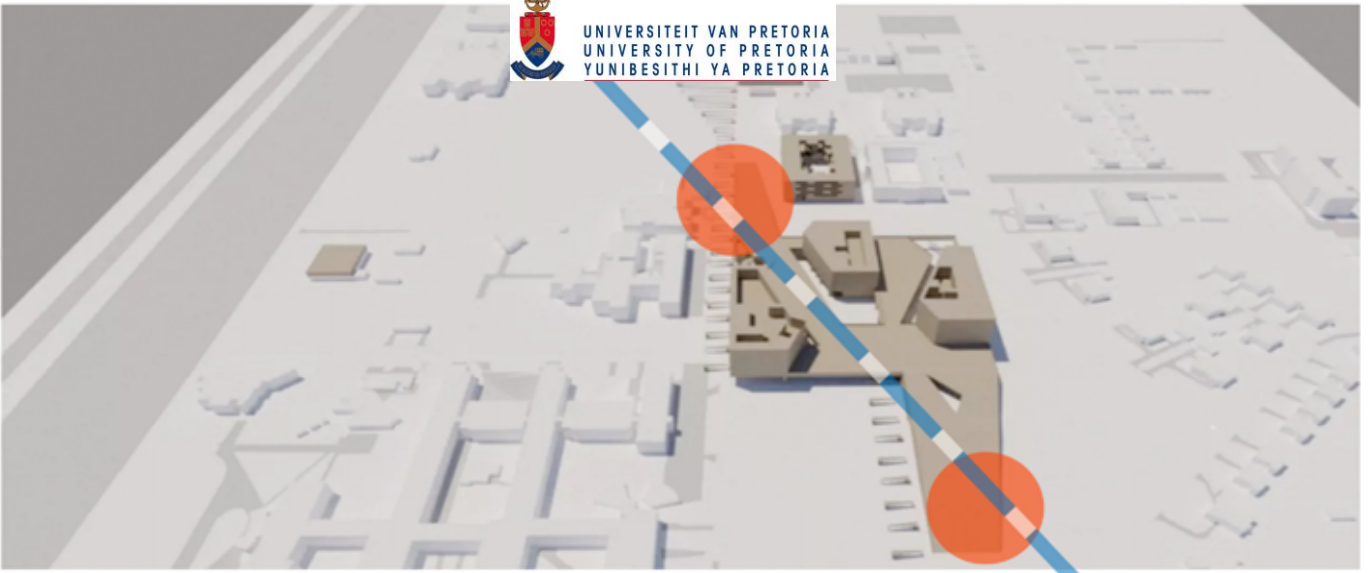 UNIVERSITEIT VAN PRETORIA
UNIVERSITY OF PRETORIA
YUNIBESITHI YA PRETORIA